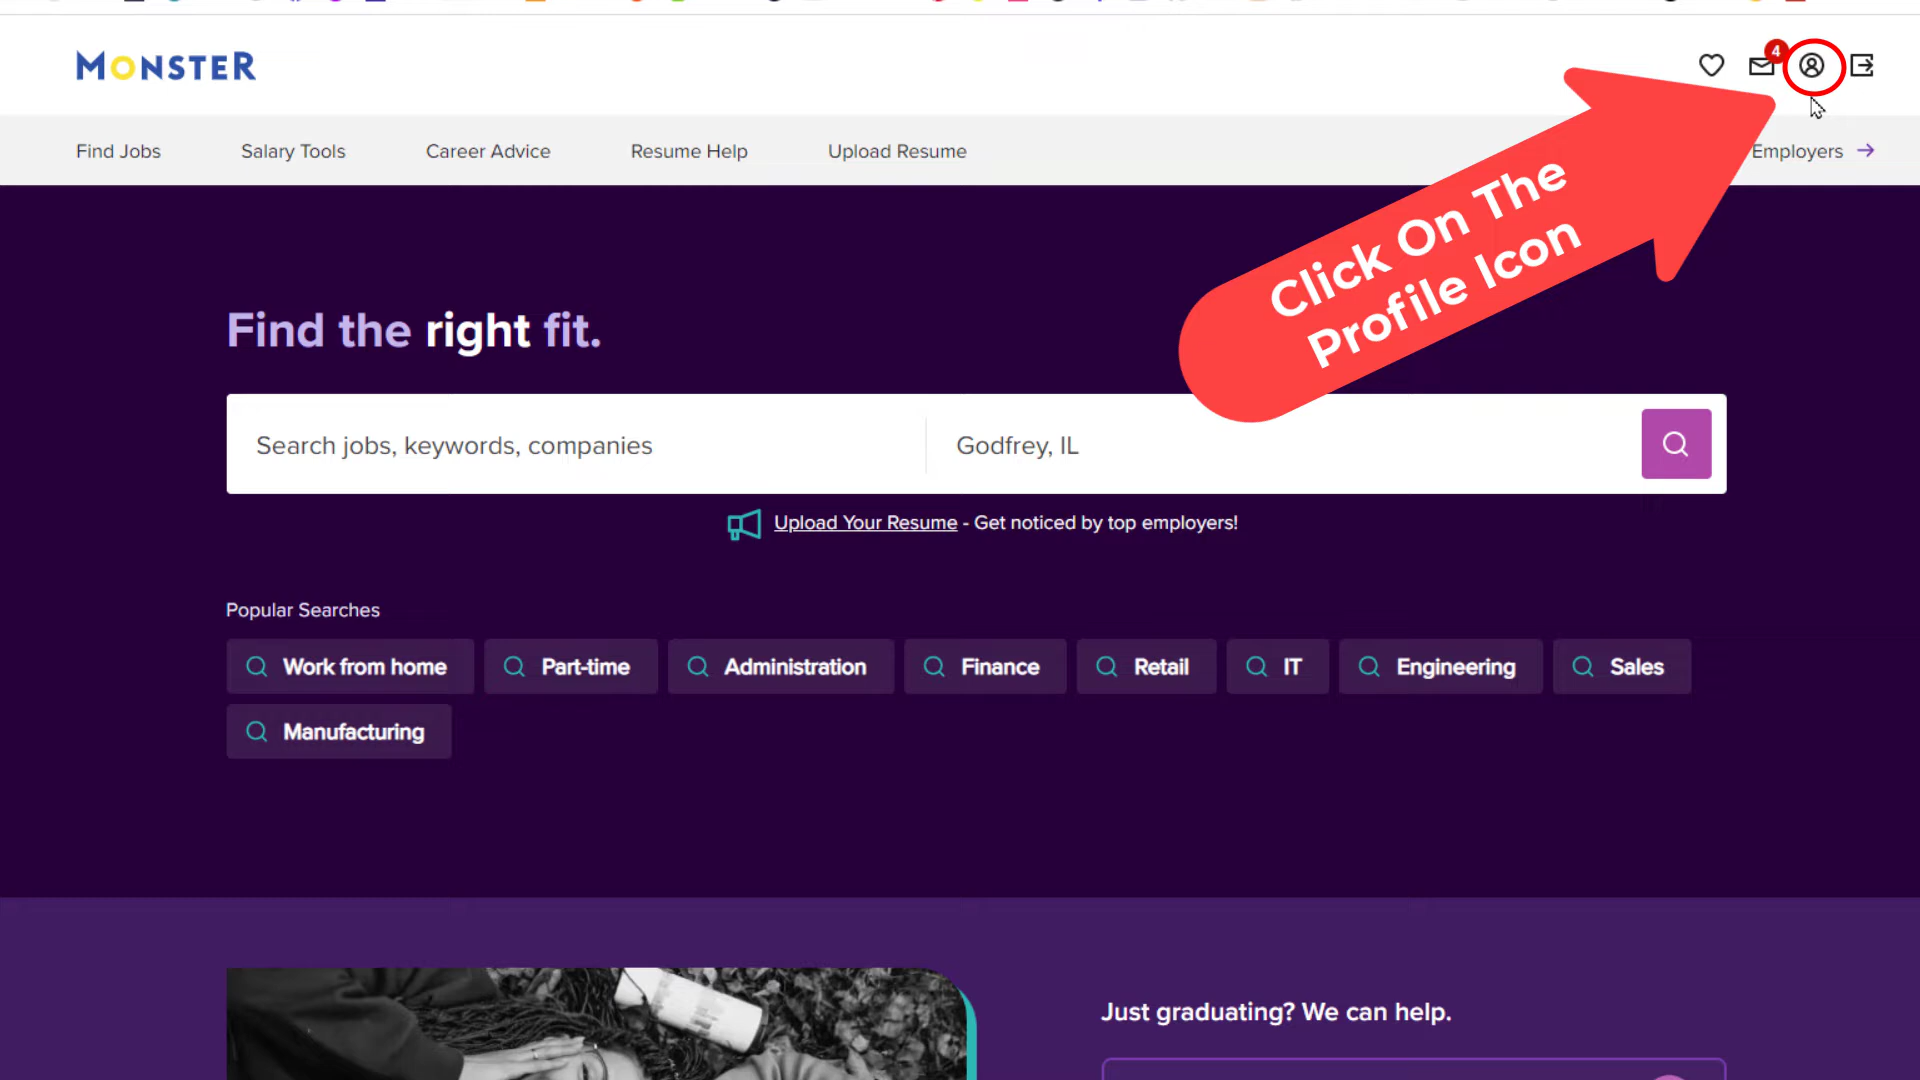 MONSTER
4
Find Jobs
Salary Tools
Career Advice
Resume Help
Upload Resume
Employers
Click On The
Profile Icon
Find the right fit.
Search jobs, keywords, companies
Godfrey, IL
Upload Your Resume - Get noticed by top employers!
Popular Searches
Work from home
Part-time
Administration
Finance
Retail
IT
Engineering
Sales
Manufacturing
Just graduating? We can help.